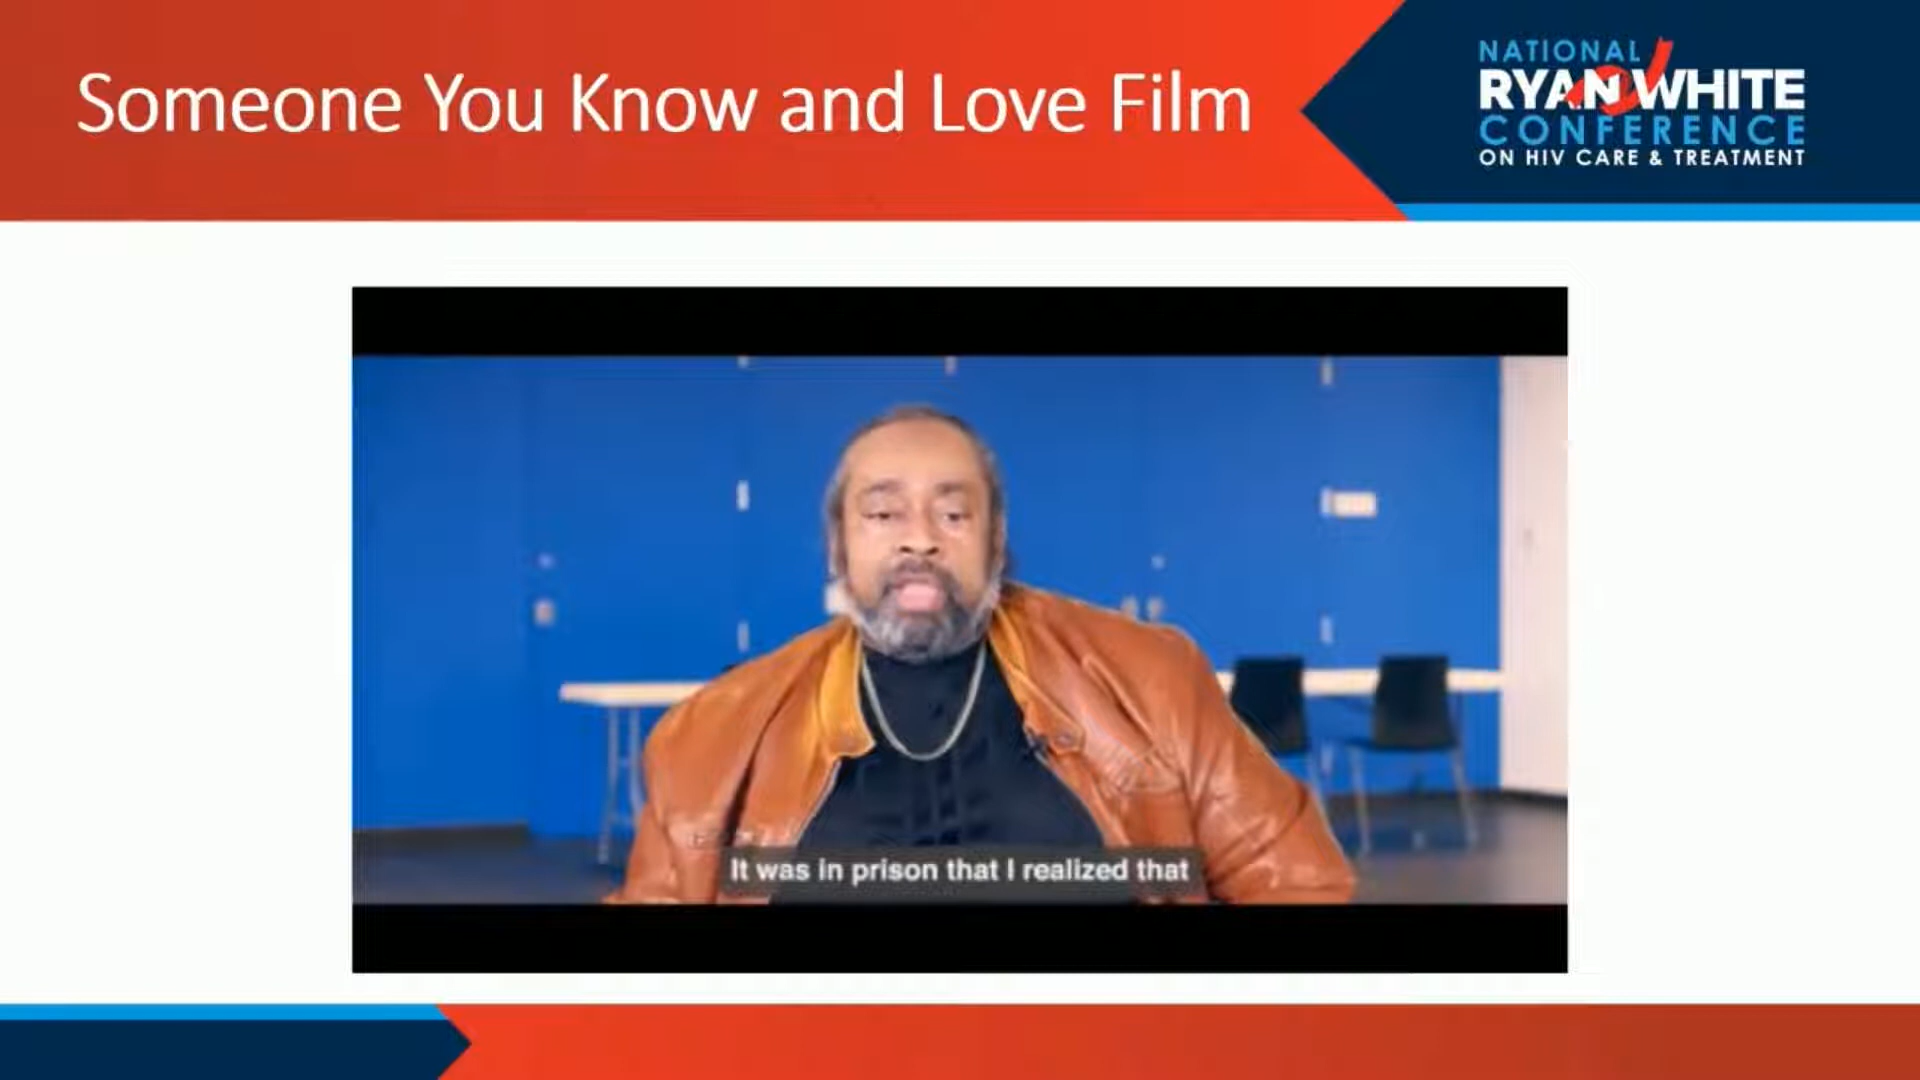 Someone You Know and Love Film
NATIONAL
RYAN WHITE
CONFERENCE
ON HIV CARE & TREATMENT
It was in prison that I realized that